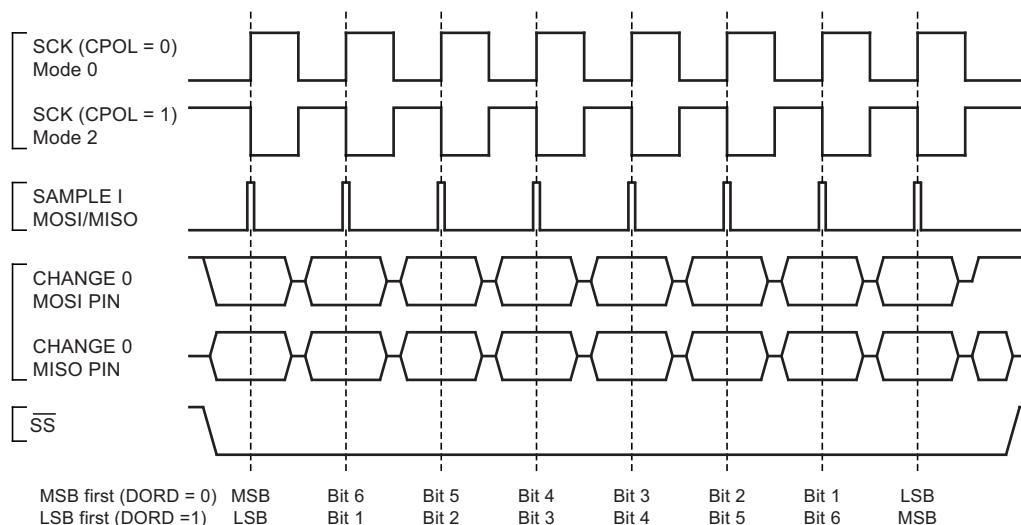 SCK (CPOL = 0)
Mode 0
SCK (CPOL = 1)
Mode 2
SAMPLE I
MOSI/MISO
CHANGE 0
MOSI PIN
CHANGE 0
MISO PIN
SS
MSB first (DORD = 0) MSB Bit 6 Bit 5 Bit 4 Bit 3 Bit 2 Bit 1 LSB
LSB first (DORD =1) LSB Bit 1 Bit 2 Bit 3 Bit 4 Bit 5 Bit 6 MSB